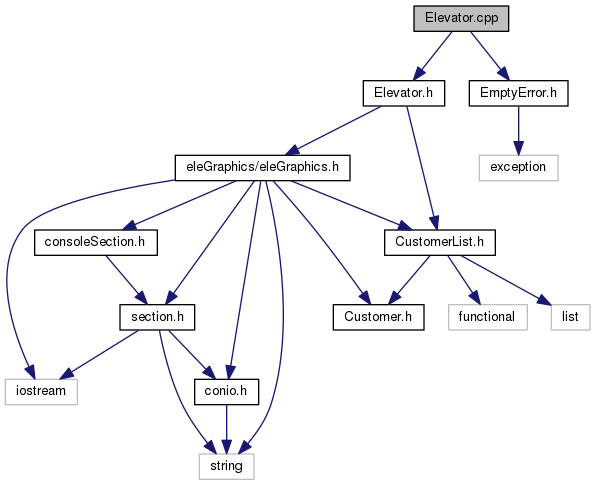 Elevator.cpp
Elevator.h
EmptyError.h
eleGraphics/eleGraphics.h
exception
consoleSection.h
CustomerList.h
section.h
Customer.h
functional
list
iostream
conio.h
string